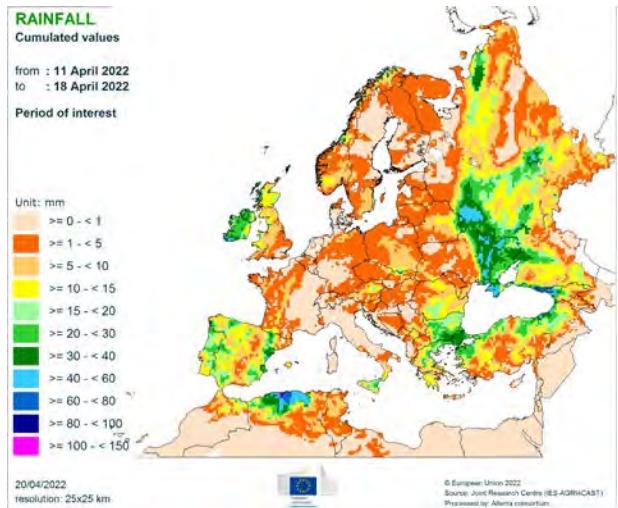 RAINFALL
Cumulated values
from : 11 April 2022
to : 18 April 2022
Period of interest
Unit: mm
>= 0 - < 1
>= 1 - < 5
>= 5 - < 10
>= 10 - < 15
>= 15 - < 20
>= 20 - < 30
>= 30 - < 40
>= 40 - < 60
>= 60 - < 80
>= 80 - < 100
>= 100 - < 150
20/04/2022
resolution: 25x25 km
© European Union 2022
Source: Joint Research Centre (IES-AGRI4CAST)
Processed by: Alterra consortium